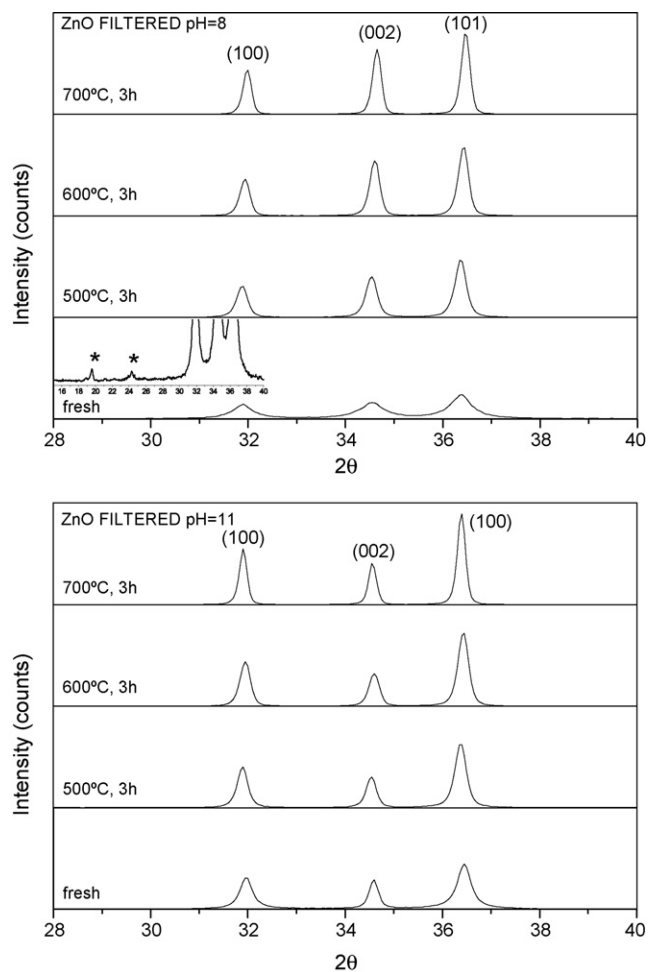 ZnO FILTERED pH=8
(100) (002) (101)
700ºC, 3h
600ºC, 3h
500ºC, 3h
* *
16 18 20 22 24 26 28 30 32 34 36 38 40
fresh
Intensity (counts)
28 30 32 34 36 38 40
2θ
ZnO FILTERED pH=11
(100) (002) (100)
700ºC, 3h
600ºC, 3h
500ºC, 3h
fresh
Intensity (counts)
28 30 32 34 36 38 40
2θ